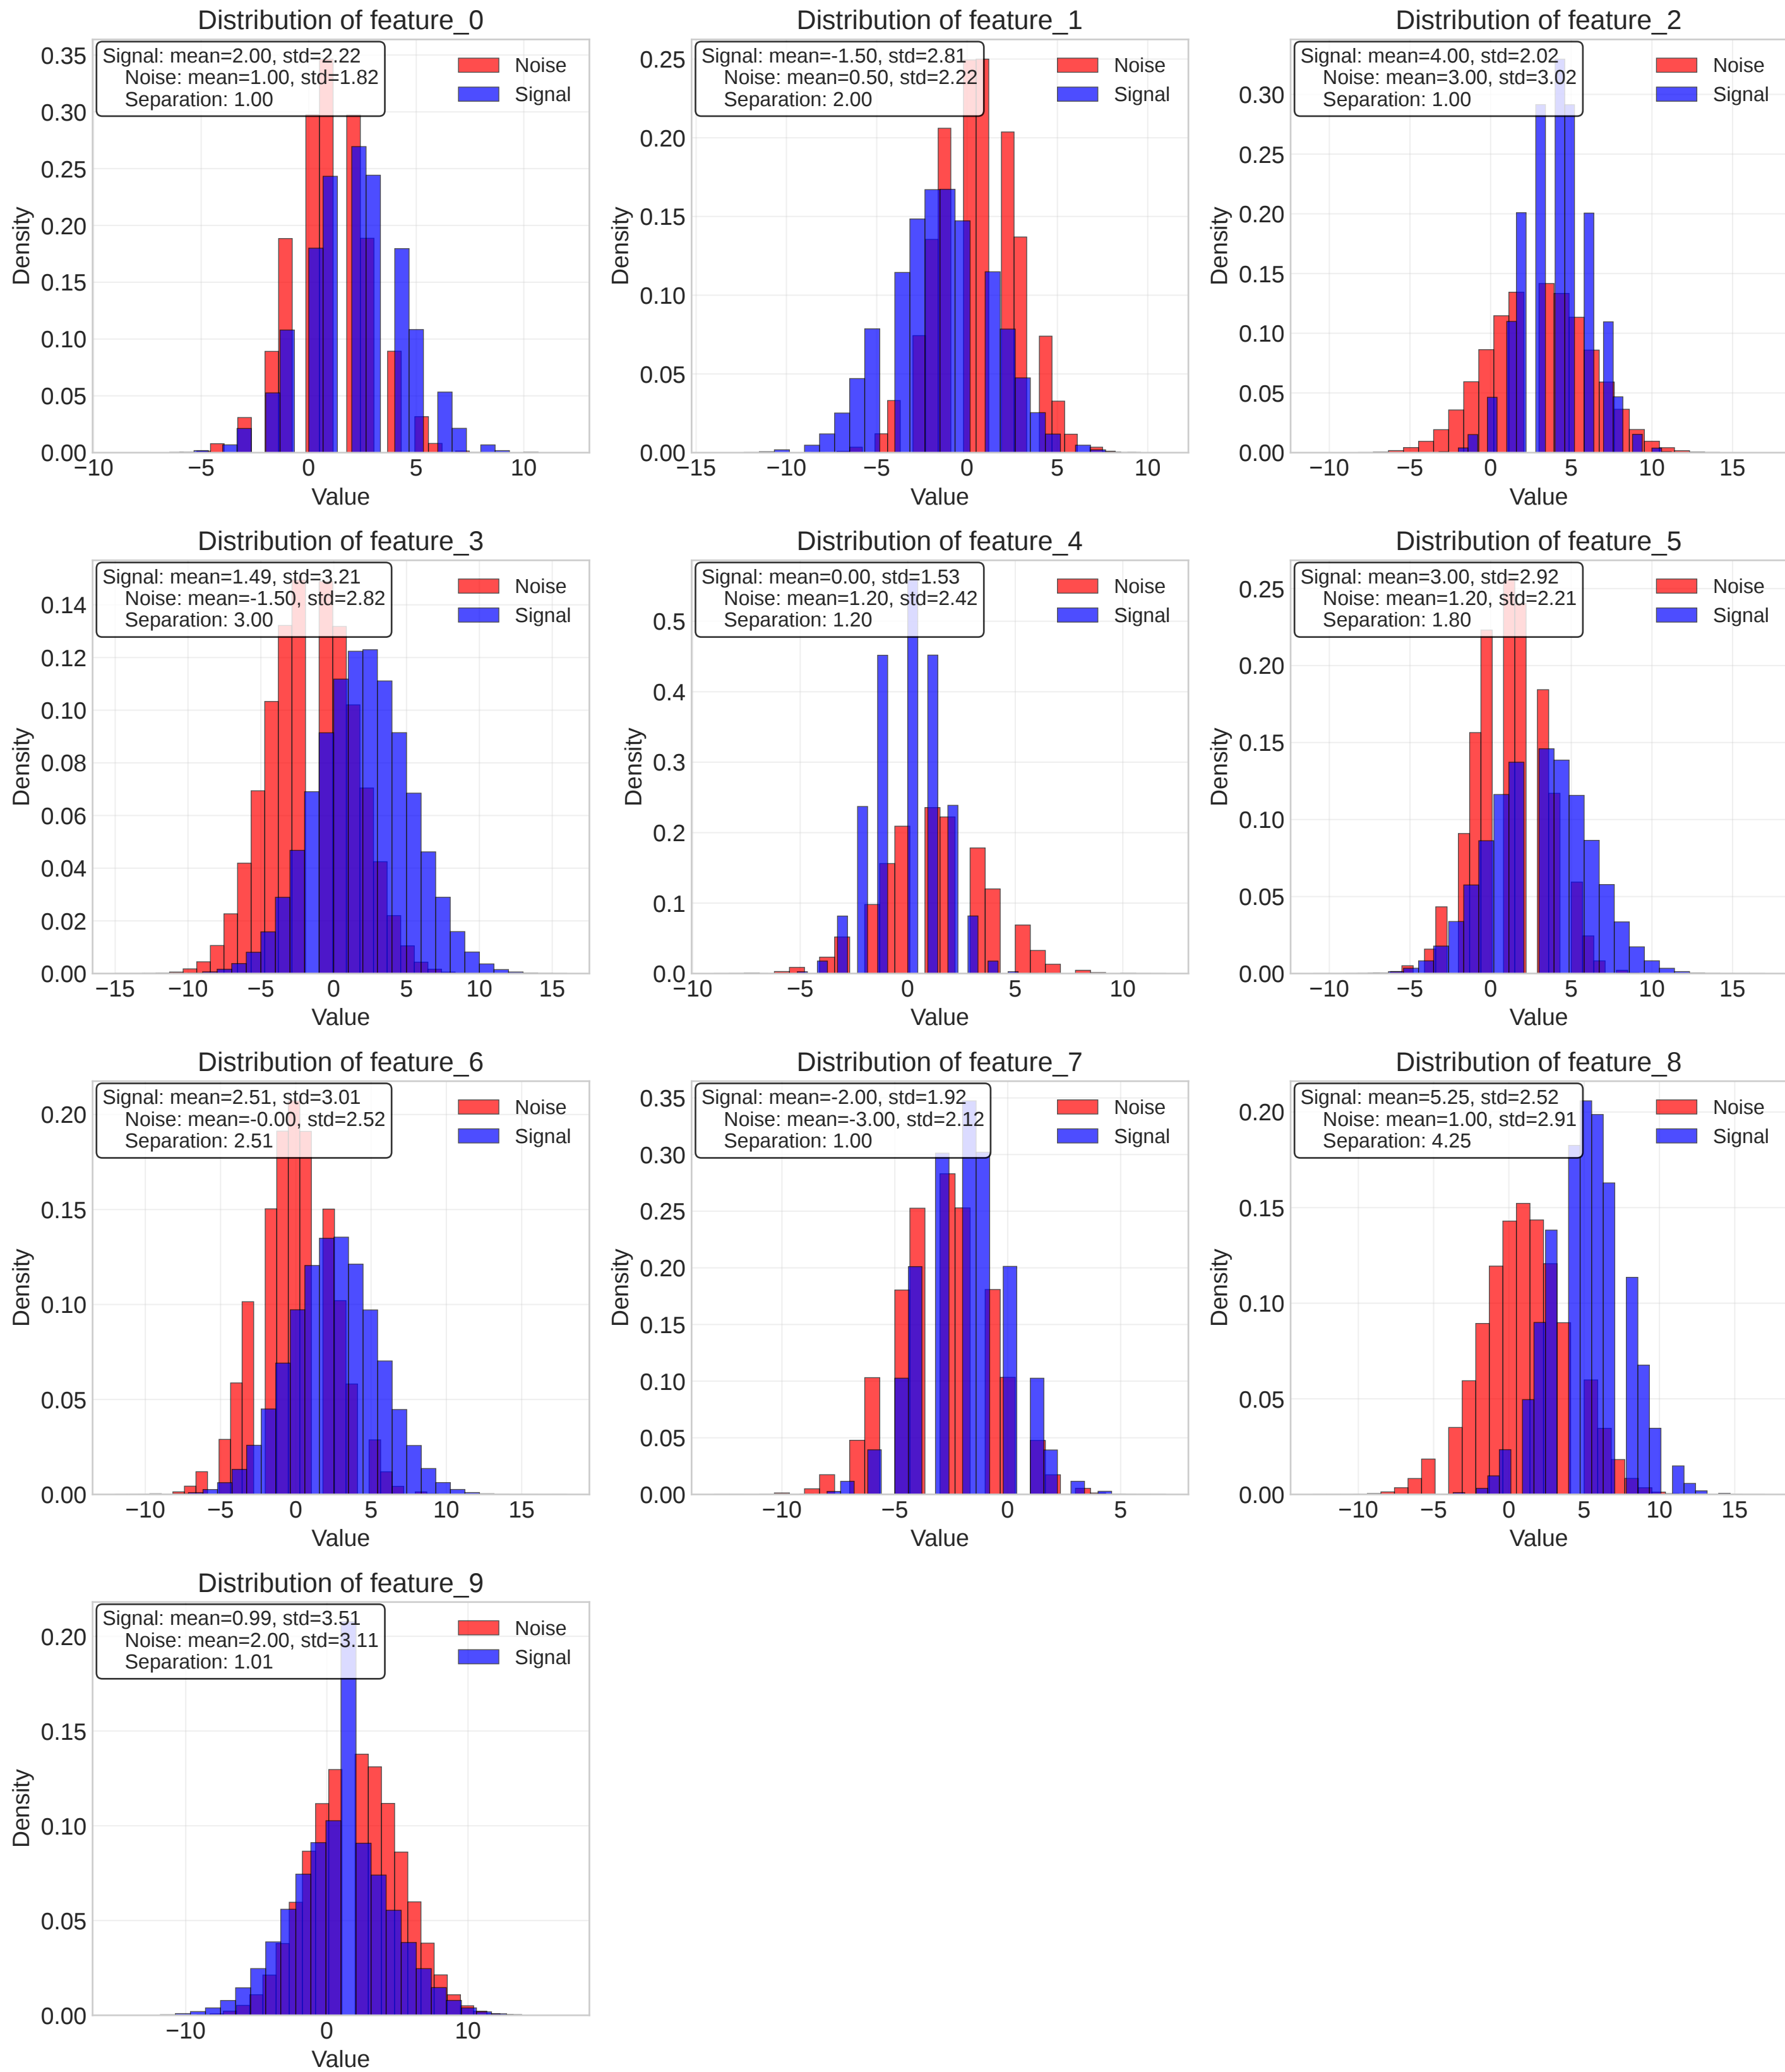 Distribution of feature_0
Signal: mean=2.00, std=2.22
Noise: mean=1.00, std=1.82
Separation: 1.00
Noise
Signal
0.35
0.30
0.25
0.20
0.15
0.10
0.05
0.00
Density
−10 −5 0 5 10
Value
Distribution of feature_1
Signal: mean=-1.50, std=2.81
Noise: mean=0.50, std=2.22
Separation: 2.00
Noise
Signal
0.25
0.20
0.15
0.10
0.05
0.00
Density
−15 −10 −5 0 5 10
Value
Distribution of feature_2
Signal: mean=4.00, std=2.02
Noise: mean=3.00, std=3.02
Separation: 1.00
Noise
Signal
0.30
0.25
0.20
0.15
0.10
0.05
0.00
Density
−10 −5 0 5 10 15
Value
Distribution of feature_3
Signal: mean=1.49, std=3.21
Noise: mean=-1.50, std=2.82
Separation: 3.00
Noise
Signal
0.14
0.12
0.10
0.08
0.06
0.04
0.02
0.00
Density
−15 −10 −5 0 5 10 15
Value
Distribution of feature_4
Signal: mean=0.00, std=1.53
Noise: mean=1.20, std=2.42
Separation: 1.20
Noise
Signal
0.5
0.4
0.3
0.2
0.1
0.0
Density
−10 −5 0 5 10
Value
Distribution of feature_5
Signal: mean=3.00, std=2.92
Noise: mean=1.20, std=2.21
Separation: 1.80
Noise
Signal
0.25
0.20
0.15
0.10
0.05
0.00
Density
−10 −5 0 5 10 15
Value
Distribution of feature_6
Signal: mean=2.51, std=3.01
Noise: mean=-0.00, std=2.52
Separation: 2.51
Noise
Signal
0.20
0.15
0.10
0.05
0.00
Density
−10 −5 0 5 10 15
Value
Distribution of feature_7
Signal: mean=-2.00, std=1.92
Noise: mean=-3.00, std=2.12
Separation: 1.00
Noise
Signal
0.35
0.30
0.25
0.20
0.15
0.10
0.05
0.00
Density
−10 −5 0 5
Value
Distribution of feature_8
Signal: mean=5.25, std=2.52
Noise: mean=1.00, std=2.91
Separation: 4.25
Noise
Signal
0.20
0.15
0.10
0.05
0.00
Density
−10 −5 0 5 10 15
Value
Distribution of feature_9
Signal: mean=0.99, std=3.51
Noise: mean=2.00, std=3.11
Separation: 1.01
Noise
Signal
0.20
0.15
0.10
0.05
0.00
Density
−10 0 10
Value